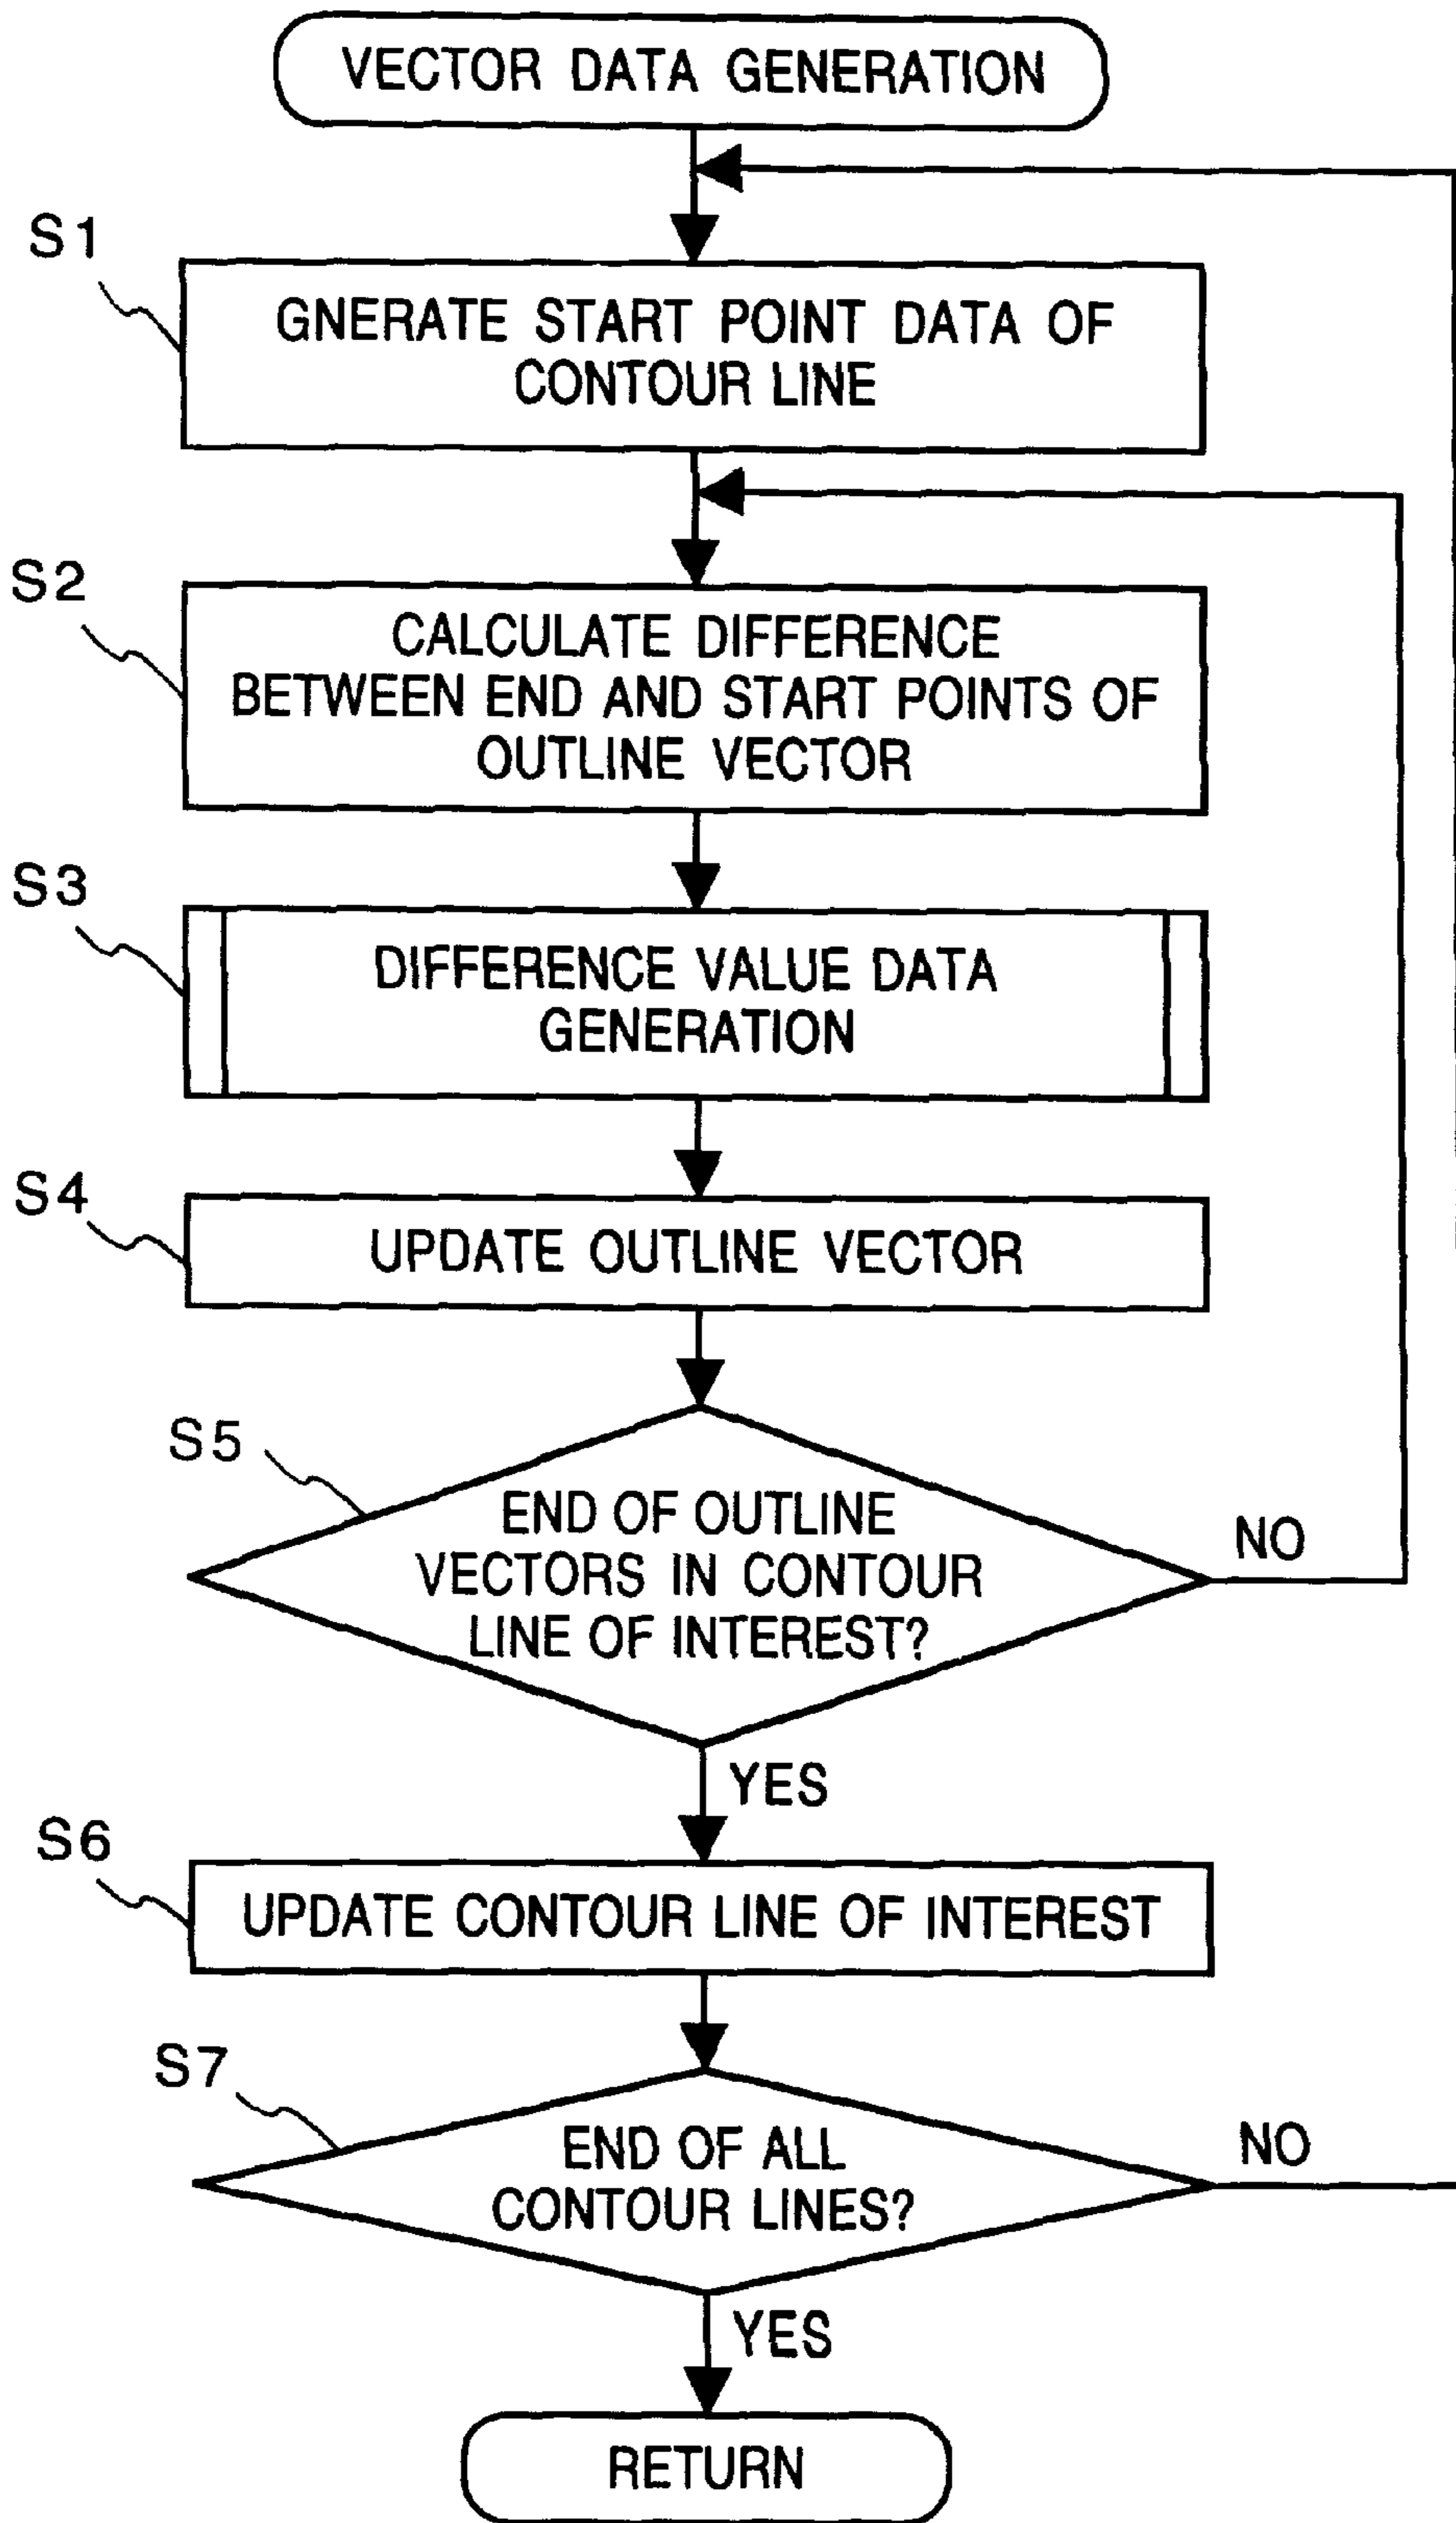 VECTOR DATA GENERATION
S1
GNERATE START POINT DATA OF
CONTOUR LINE
S2
CALCULATE DIFFERENCE
BETWEEN END AND START POINTS OF
OUTLINE VECTOR
S3
DIFFERENCE VALUE DATA
GENERATION
S4
UPDATE OUTLINE VECTOR
S5
END OF OUTLINE
VECTORS IN CONTOUR
LINE OF INTEREST?
NO
YES
S6
UPDATE CONTOUR LINE OF INTEREST
S7
END OF ALL
CONTOUR LINES?
NO
YES
RETURN